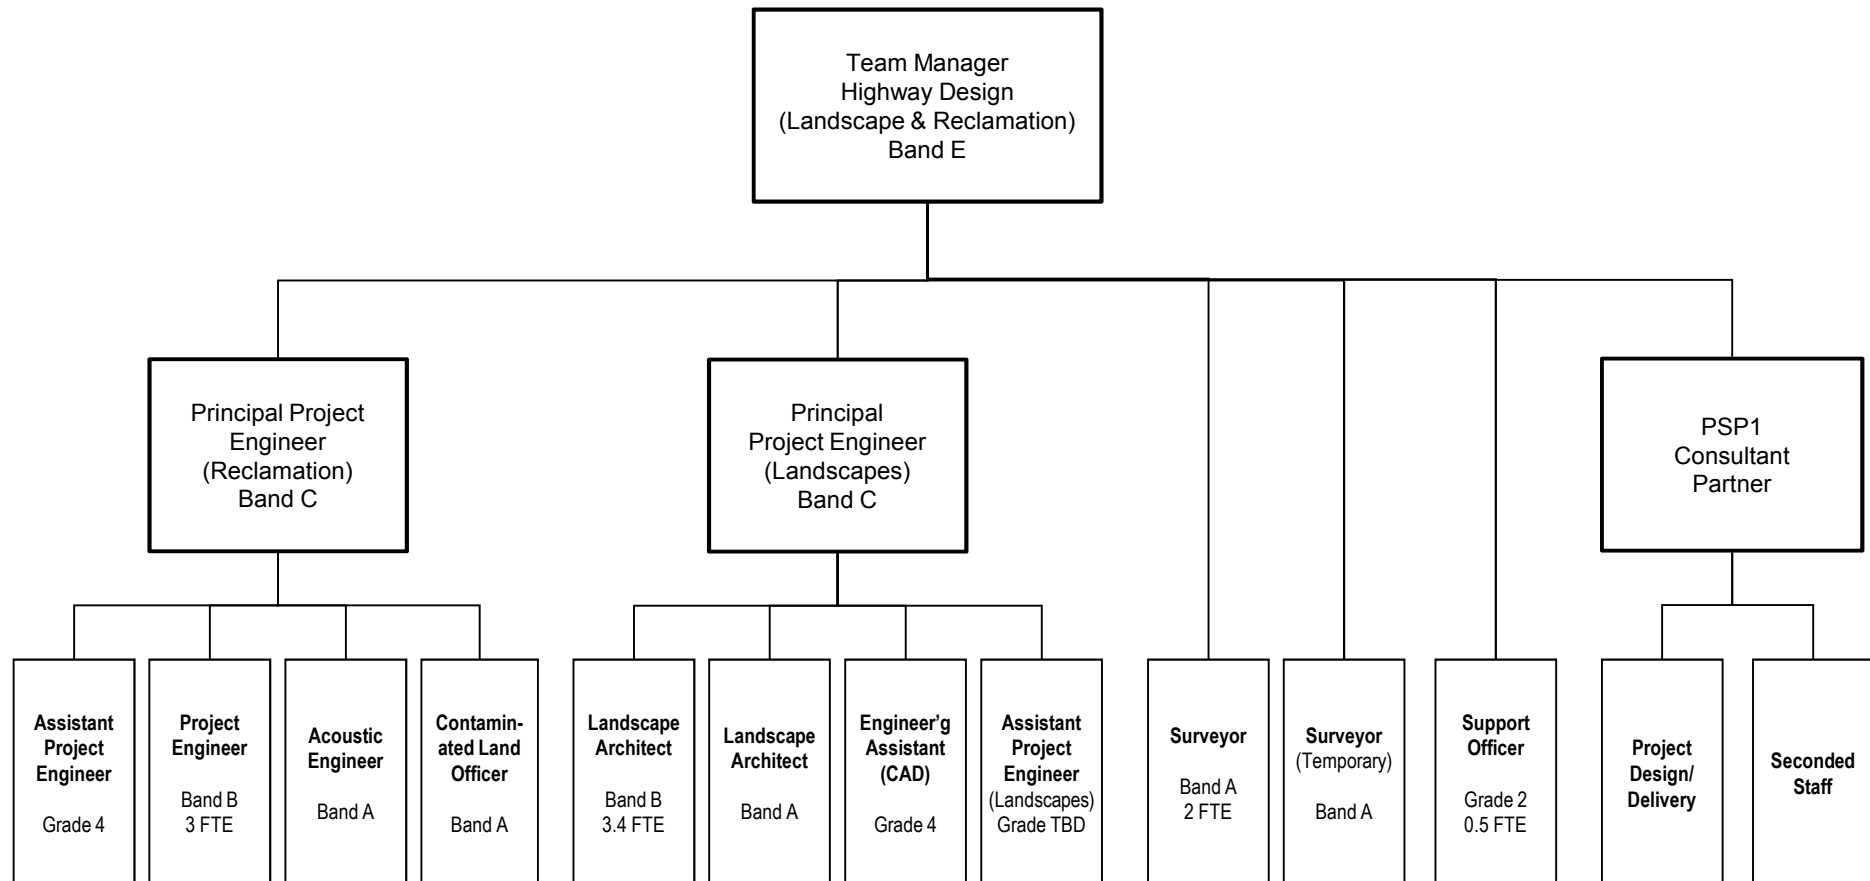 Team Manager
Highway Design
(Landscape & Reclamation)
Band E
Principal Project
Engineer
(Reclamation)
Band C
Principal
Project Engineer
(Landscapes)
Band C
PSP1
Consultant
Partner
Assistant
Project
Engineer
Grade 4
Project
Engineer
Band B
3 FTE
Acoustic
Engineer
Band A
Contamin-
ated Land
Officer
Band A
Landscape
Architect
Band B
3.4 FTE
Landscape
Architect
Band A
Engineer’g
Assistant
(CAD)
Grade 4
Assistant
Project
Engineer
(Landscapes)
Grade TBD
Surveyor
Band A
2 FTE
Surveyor
(Temporary)
Band A
Support
Officer
Grade 2
0.5 FTE
Project
Design/
Delivery
Seconded
Staff